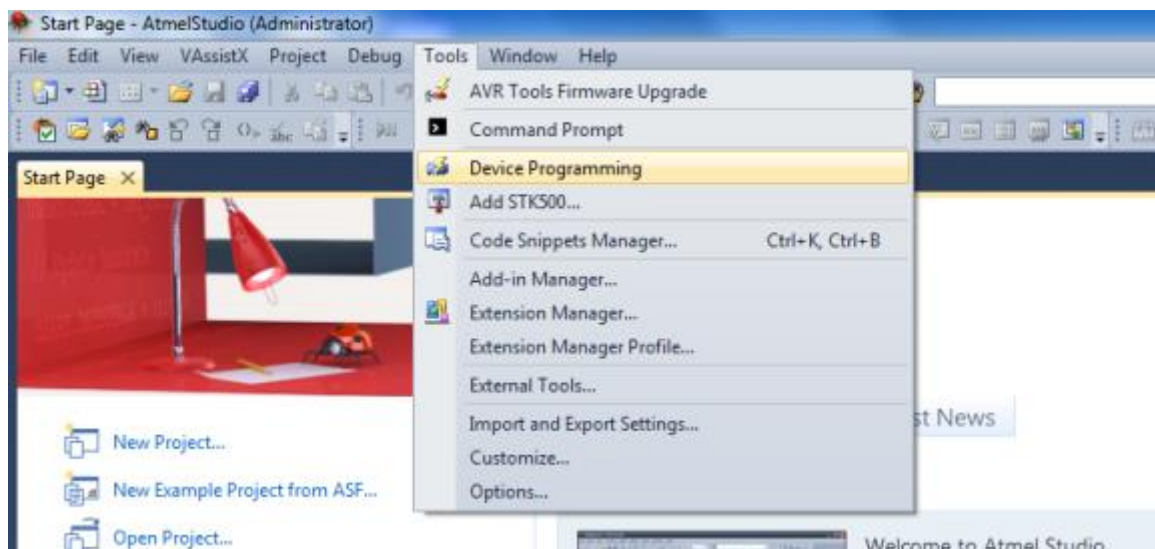 Start Page - AtmelStudio (Administrator)
File Edit View VAssistX Project Debug Tools Window Help
AVR Tools Firmware Upgrade
Command Prompt
Device Programming
Start Page
Add STK500...
Code Snippets Manager... Ctrl+K, Ctrl+B
Add-in Manager...
Extension Manager...
Extension Manager Profile...
External Tools...
Import and Export Settings...
Customize...
Options...
st News
New Project...
New Example Project from ASF...
Open Project...
Welcome to Atmel Studio